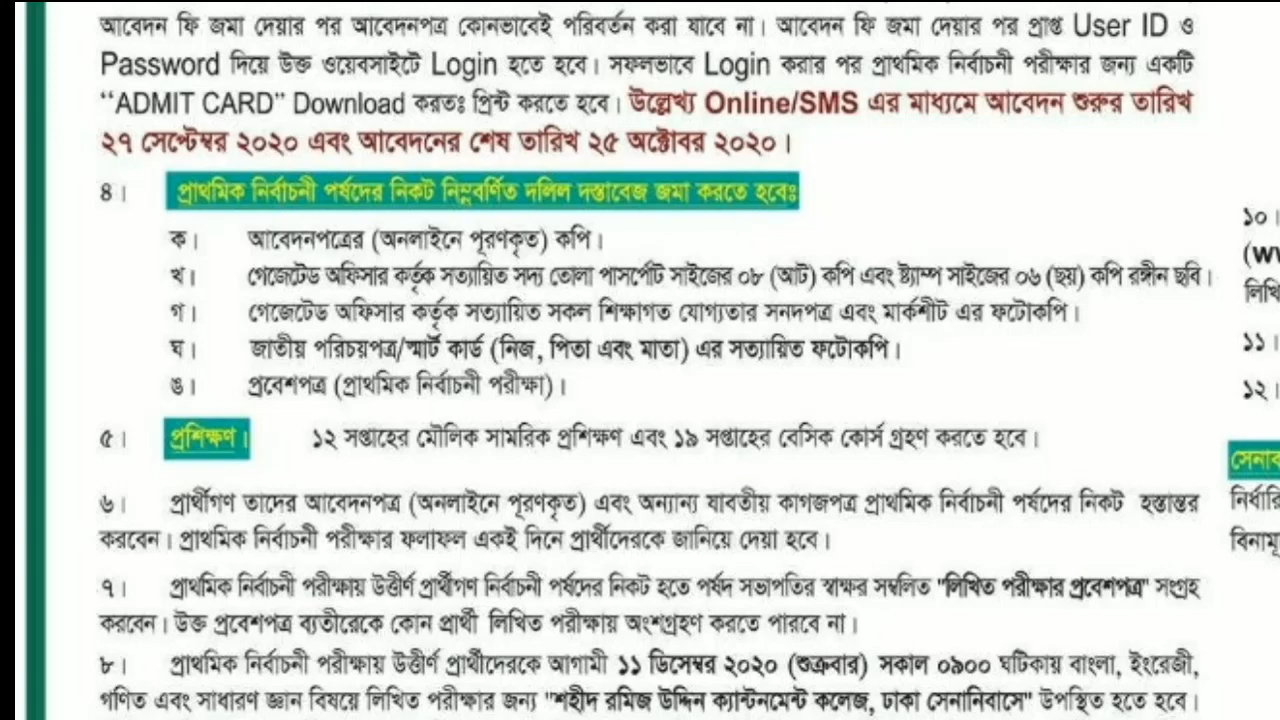 আবেদন ফি জমা দেয়ার পর আবেদনপত্র কোনভাবেই পরিবর্তন করা যাবে না। আবেদন ফি জমা দেয়ার পর প্রাপ্ত User ID ও
Password দিয়ে উক্ত ওয়েবসাইটে Login হতে হবে। সফলভাবে Login করার পর প্রাথমিক নির্বাচনী পরীক্ষার জন্য একটি
‘‘ADMIT CARD” Download করতঃ প্রিন্ট করতে হবে। উল্লেখ্য Online/SMS এর মাধ্যমে আবেদন শুরুর তারিখ
২৭ সেপ্টেম্বর ২০২০ এবং আবেদনের শেষ তারিখ ২৫ অক্টোবর ২০২০।
৪। প্রাথমিক নির্বাচনী পর্ষদের নিকট নিম্নবর্ণিত দলিল দস্তাবেজ জমা করতে হবেঃ
ক। আবেদনপত্রের (অনলাইনে পূরণকৃত) কপি।
খ। গেজেটেড অফিসার কর্তৃক সত্যায়িত সদ্য তোলা পাসপোর্ট সাইজের ০৮ (আট) কপি এবং ষ্ট্যাম্প সাইজের ০৬ (ছয়) কপি রঙ্গীন ছবি।
গ। গেজেটেড অফিসার কর্তৃক সত্যায়িত সকল শিক্ষাগত যোগ্যতার সনদপত্র এবং মার্কশীট এর ফটোকপি।
ঘ। জাতীয় পরিচয়পত্র/স্মার্ট কার্ড (নিজ, পিতা এবং মাতা) এর সত্যায়িত ফটোকপি।
ঙ। প্রবেশপত্র (প্রাথমিক নির্বাচনী পরীক্ষা)।
৫। প্রশিক্ষণ। ১২ সপ্তাহের মৌলিক সামরিক প্রশিক্ষণ এবং ১৯ সপ্তাহের বেসিক কোর্স গ্রহণ করতে হবে।
৬। প্রার্থীগণ তাদের আবেদনপত্র (অনলাইনে পূরণকৃত) এবং অন্যান্য যাবতীয় কাগজপত্র প্রাথমিক নির্বাচনী পর্ষদের নিকট হস্তান্তর
করবেন। প্রাথমিক নির্বাচনী পরীক্ষার ফলাফল একই দিনে প্রার্থীদেরকে জানিয়ে দেয়া হবে।
৭। প্রাথমিক নির্বাচনী পরীক্ষায় উত্তীর্ণ প্রার্থীগণ নির্বাচনী পর্ষদের নিকট হতে পর্ষদ সভাপতির স্বাক্ষর সম্বলিত "লিখিত পরীক্ষার প্রবেশপত্র" সংগ্রহ
করবেন। উক্ত প্রবেশপত্র ব্যতীরেকে কোন প্রার্থী লিখিত পরীক্ষায় অংশগ্রহণ করতে পারবে না।
৮। প্রাথমিক নির্বাচনী পরীক্ষায় উত্তীর্ণ প্রার্থীদেরকে আগামী ১১ ডিসেম্বর ২০২০ (শুক্রবার) সকাল ০৯০০ ঘটিকায় বাংলা, ইংরেজী,
গণিত এবং সাধারণ জ্ঞান বিষয়ে লিখিত পরীক্ষার জন্য "শহীদ রমিজ উদ্দিন ক্যান্টনমেন্ট কলেজ, ঢাকা সেনানিবাসে" উপস্থিত হতে হবে।
১০।
১১।
১২।